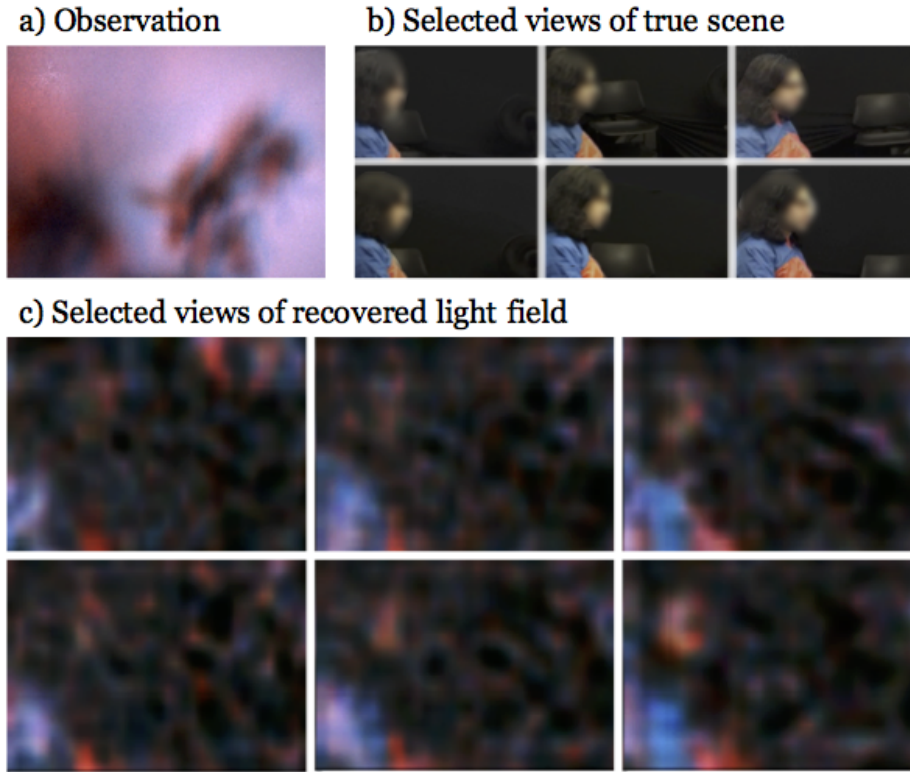 a) Observation
b) Selected views of true scene
c) Selected views of recovered light field